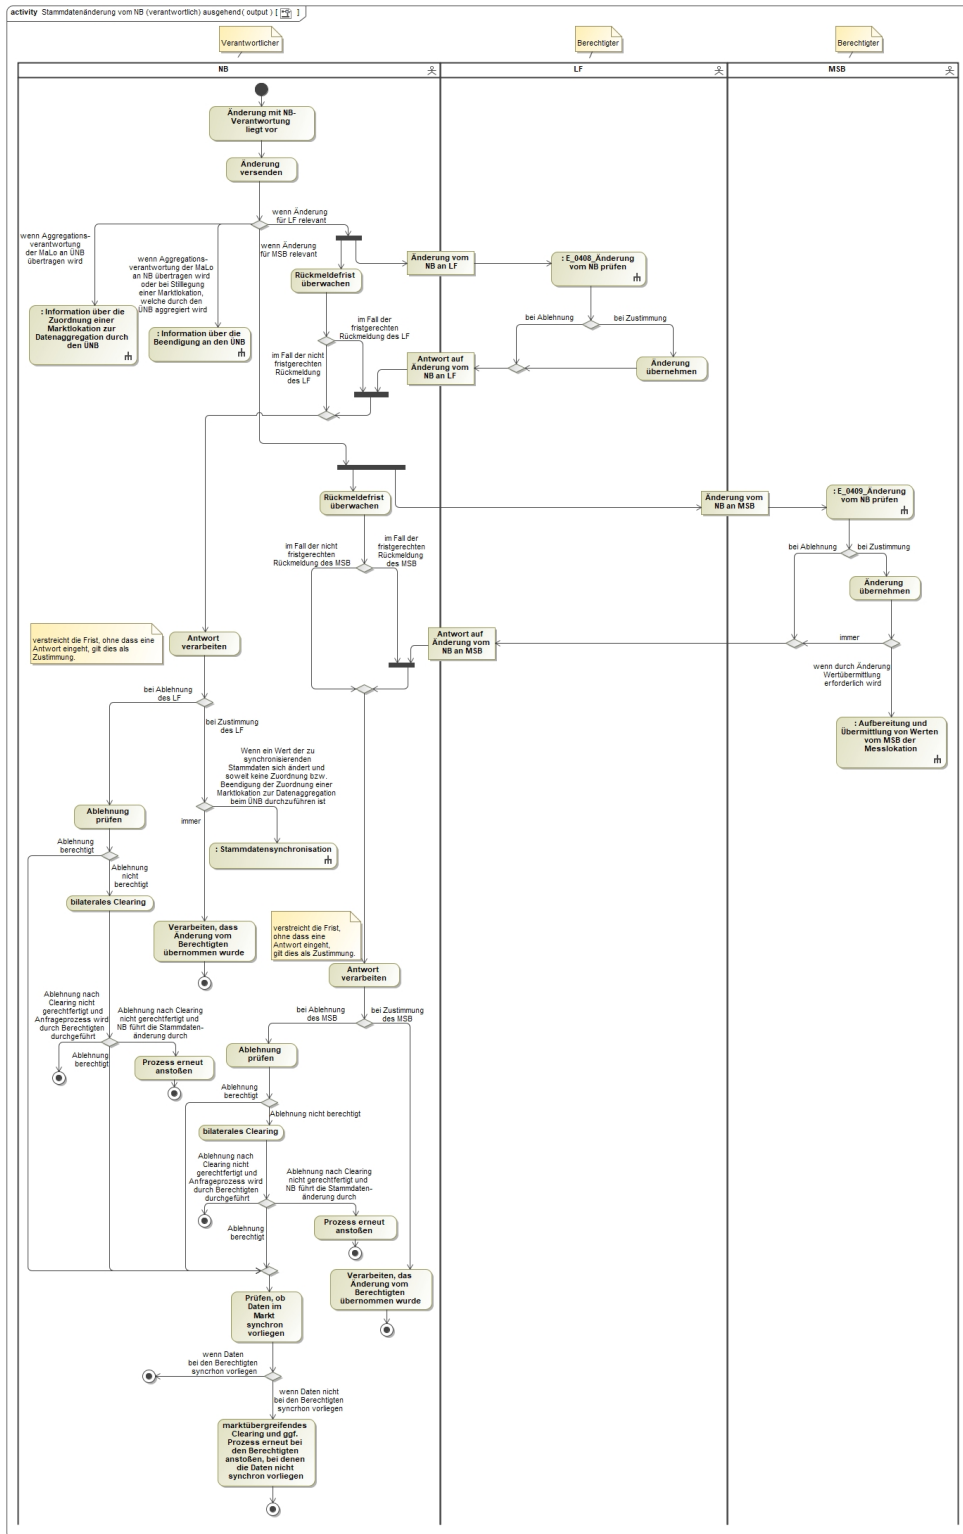 activity Stammdatenänderung vom NB (verantwortlich) ausgehend( output ) [ ]
Verantwortlicher
Berechtigter
Berechtigter
NB
LF
MSB
Änderung mit NB-
Verantwortung
liegt vor
Änderung
versenden
wenn Änderung
für LF relevant
wenn Aggregations-
verantwortung
der MaLo an ÜNB
übertragen wird
wenn Aggregations-
verantwortung der MaLo
an NB übertragen wird
oder bei Stilllegung
einer Marktlokation,
welche durch den
ÜNB aggregiert wird
wenn Änderung
für MSB relevant
Rückmeldefrist
überwachen
Änderung vom
NB an LF
: E_0408_Änderung
vom NB prüfen
: Information über die
Zuordnung einer
Marktlokation zur
Datenaggregation durch
den ÜNB
: Information über die
Beendigung an den ÜNB
im Fall der
fristgerechten
Rückmeldung des LF
im Fall der nicht
fristgerechten
Rückmeldung
des LF
bei Ablehnung
bei Zustimmung
Antwort auf
Änderung vom
NB an LF
Änderung
übernehmen
Rückmeldefrist
überwachen
Änderung vom
NB an MSB
: E_0409_Änderung
vom NB prüfen
im Fall der nicht
fristgerechten
Rückmeldung des MSB
im Fall der
fristgerechten
Rückmeldung
des MSB
bei Ablehnung
bei Zustimmung
Änderung
übernehmen
verstreicht die Frist, ohne dass eine
Antwort eingeht, gilt dies als
Zustimmung.
Antwort
verarbeiten
Antwort auf
Änderung vom
NB an MSB
immer
wenn durch Änderung
Wertübermittlung
erforderlich wird
: Aufbereitung und
Übermittlung von Werten
vom MSB der
Messlokation
bei Ablehnung
des LF
bei Zustimmung
des LF
Wenn ein Wert der zu
synchronisierenden
Stammdaten sich ändert und
soweit keine Zuordnung bzw.
Beendigung der Zuordnung einer
Marktlokation zur Datenaggregation
beim ÜNB durchzuführen ist
immer
Ablehnung
prüfen
: Stammdatensynchronisation
Ablehnung
berechtigt
Ablehnung
nicht
berechtigt
bilaterales Clearing
Verarbeiten, dass
Änderung vom
Berechtigten
übernommen wurde
verstreicht die Frist,
ohne dass eine
Antwort eingeht,
gilt dies als Zustimmung.
Antwort
verarbeiten
Ablehnung nach
Clearing nicht
gerechtfertigt und
Anfrageprozess wird
durch Berechtigten
durchgeführt
Ablehnung nach Clearing
nicht gerechtfertigt und
NB führt die Stammdaten-
änderung durch
Ablehnung
berechtigt
Prozess erneut
anstoßen
bei Ablehnung
des MSB
bei Zustimmung
des MSB
Ablehnung
prüfen
Ablehnung
berechtigt
Ablehnung nicht berechtigt
bilaterales Clearing
Ablehnung nach
Clearing nicht
gerechtfertigt und
Anfrageprozess wird
durch Berechtigten
durchgeführt
Ablehnung nach Clearing
nicht gerechtfertigt und
NB führt die Stammdaten-
änderung durch
Ablehnung
berechtigt
Prozess erneut
anstoßen
Verarbeiten, das
Änderung vom
Berechtigten
übernommen wurde
Prüfen, ob
Daten im
Markt
synchron
vorliegen
wenn Daten
bei den Berechtigten
syncrhon vorliegen
wenn Daten nicht
bei den Berechtigten
syncrhon vorliegen
marktübergreifendes
Clearing und ggf.
Prozess erneut bei
den Berechtigten
anstoßen, bei denen
die Daten nicht
synchron vorliegen